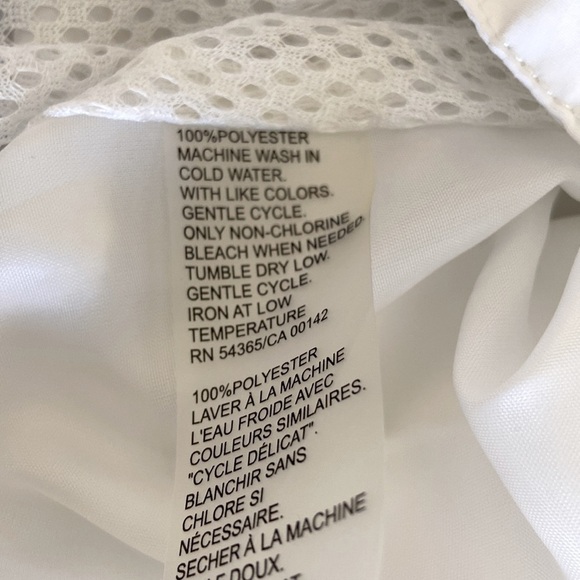 100%POLYESTER
MACHINE WASH IN
COLD WATER.
WITH LIKE COLORS.
GENTLE CYCLE.
ONLY NON-CHLORINE
BLEACH WHEN NEEDED.
TUMBLE DRY LOW.
GENTLE CYCLE.
IRON AT LOW
TEMPERATURE
RN 54365/CA 00142
100%POLYESTER
LAVER À LA MACHINE
L'EAU FROIDE AVEC
COULEURS SIMILAIRES.
"CYCLE DÉLICAT".
BLANCHIR SANS
CHLORE SI
NÉCESSAIRE.
SECHER À LA MACHINE
DOUX.